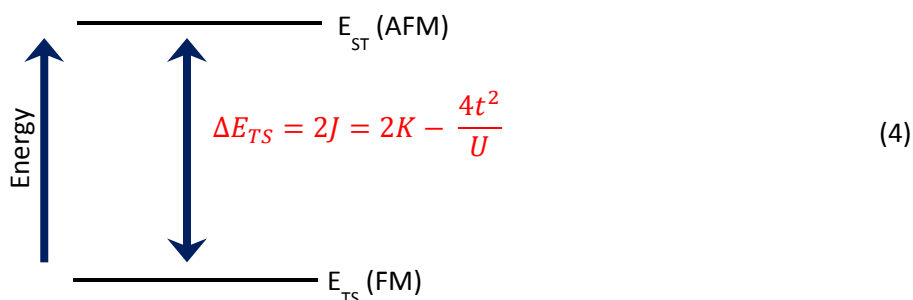 E_ST (AFM)
Energy
ΔE_TS = 2J = 2K − 4t²/U
(4)
E_TS (FM)